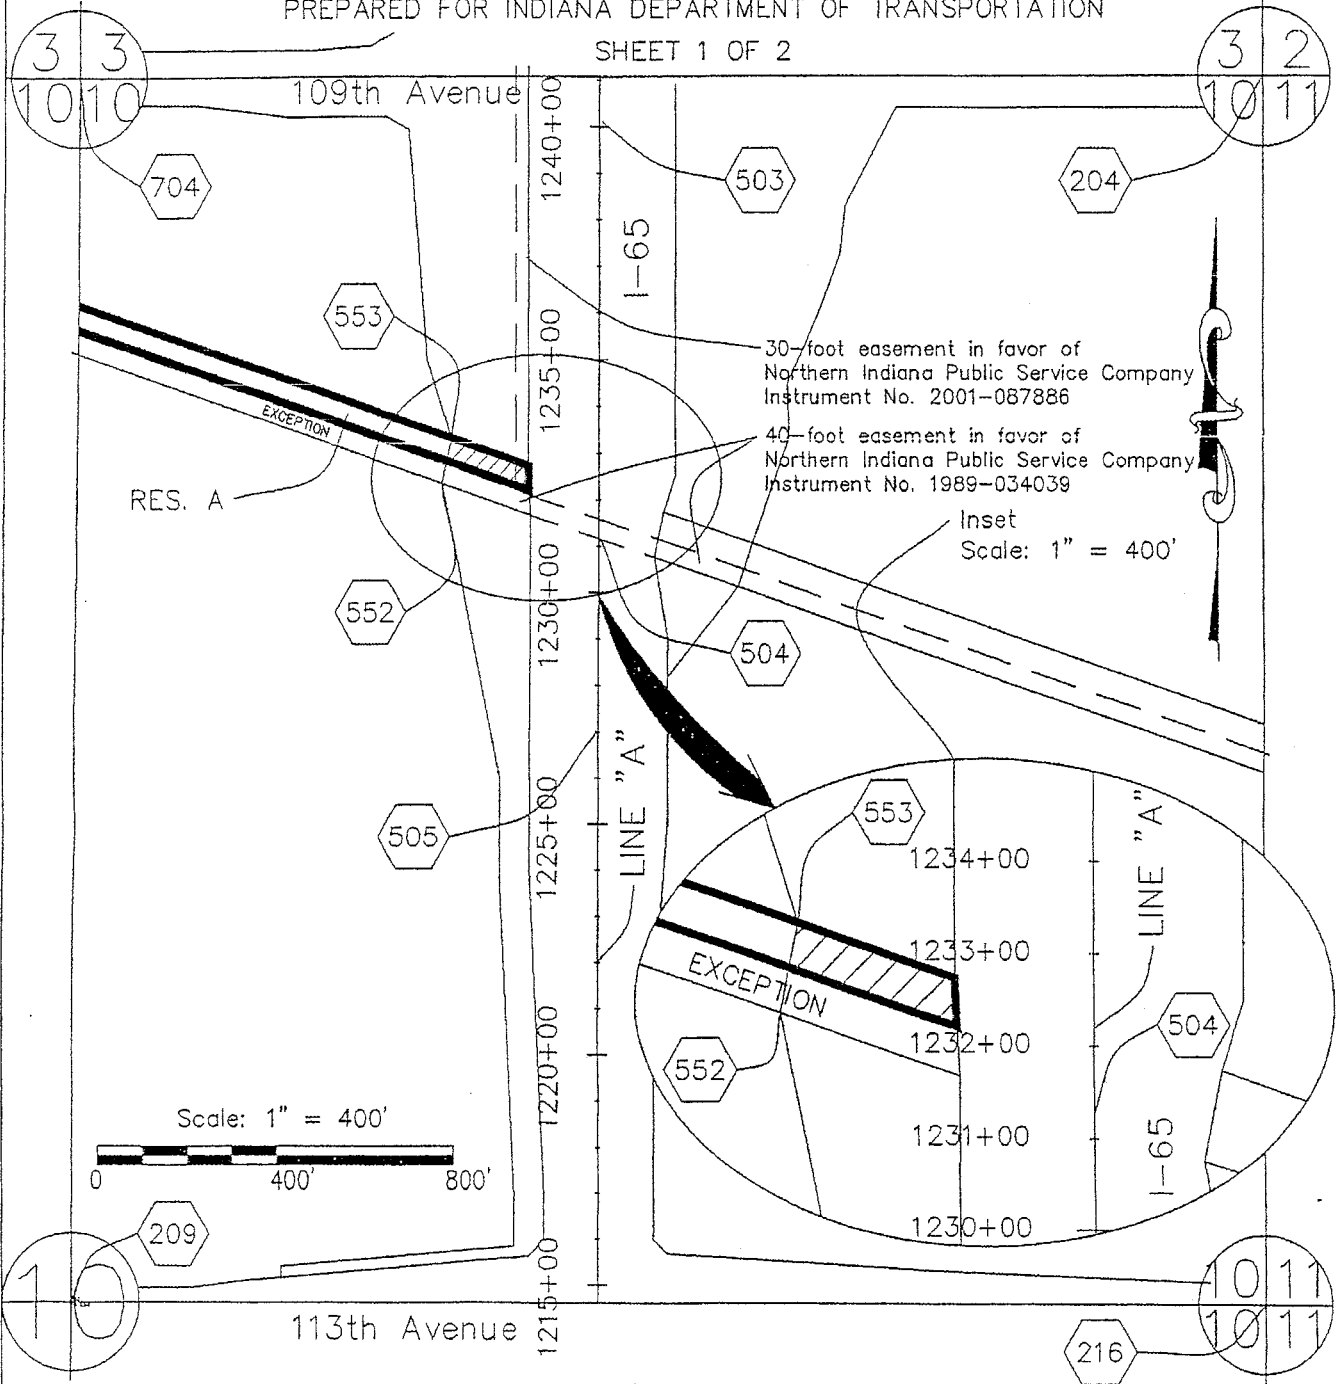 PREPARED FOR INDIANA DEPARTMENT OF TRANSPORTATION
SHEET 1 OF 2
3 3
10 10
3 2
10 11
109th Avenue
1240+00
704
503
204
I-65
553
1235+00
30-foot easement in favor of
Northern Indiana Public Service Company
Instrument No. 2001-087886
EXCEPTION
40-foot easement in favor of
Northern Indiana Public Service Company
Instrument No. 1989-034039
RES. A
Inset
Scale: 1" = 400'
552
1230+00
504
LINE "A"
505
1225+00
553
1234+00
LINE "A"
1233+00
EXCEPTION
504
1232+00
552
1220+00
Scale: 1" = 400'
1231+00
I-65
0 400' 800'
209
1230+00
10
1215+00
10 11
10 11
113th Avenue
216